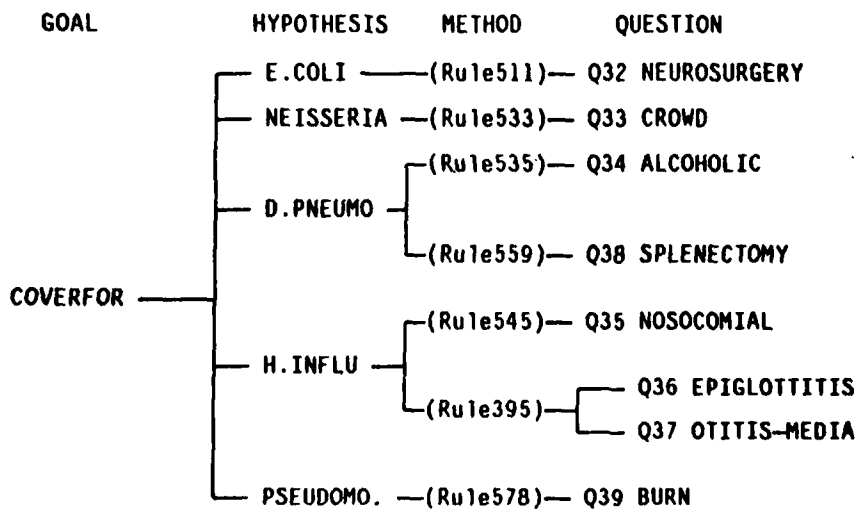 GOAL HYPOTHESIS METHOD QUESTION
E.COLI (Rule511) Q32 NEUROSURGERY
NEISSERIA (Rule533) Q33 CROWD
(Rule535) Q34 ALCOHOLIC
D.PNEUMO
(Rule559) Q38 SPLENECTOMY
COVERFOR
(Rule545) Q35 NOSOCOMIAL
H.INFLU
Q36 EPIGLOTTITIS
(Rule395)
Q37 OTITIS-MEDIA
PSEUDOMO. (Rule578) Q39 BURN